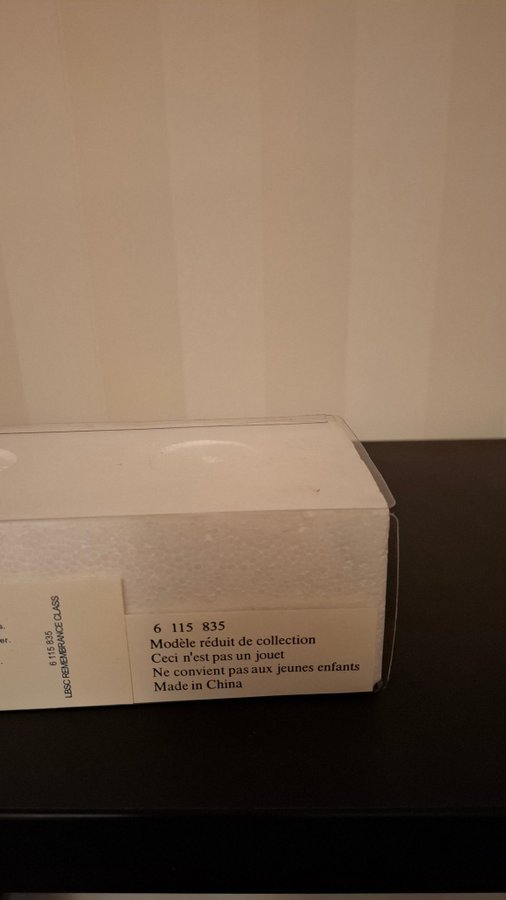 s.
er.
.
6 115 835
LBSC REMEMBRANCE CLASS
6 115 835
Modèle réduit de collection
Ceci n'est pas un jouet
Ne convient pas aux jeunes enfants
Made in China